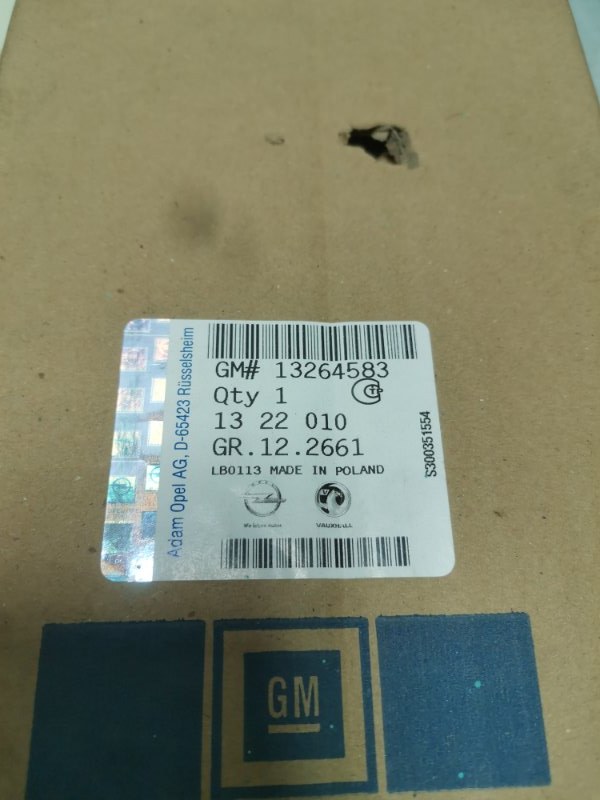 Adam Opel AG, D-65423 Rüsselsheim
GM# 13264583
Qty 1
13 22 010
GR.12.2661
LB0113 MADE IN POLAND
S300351554
VAUXHALL
GM